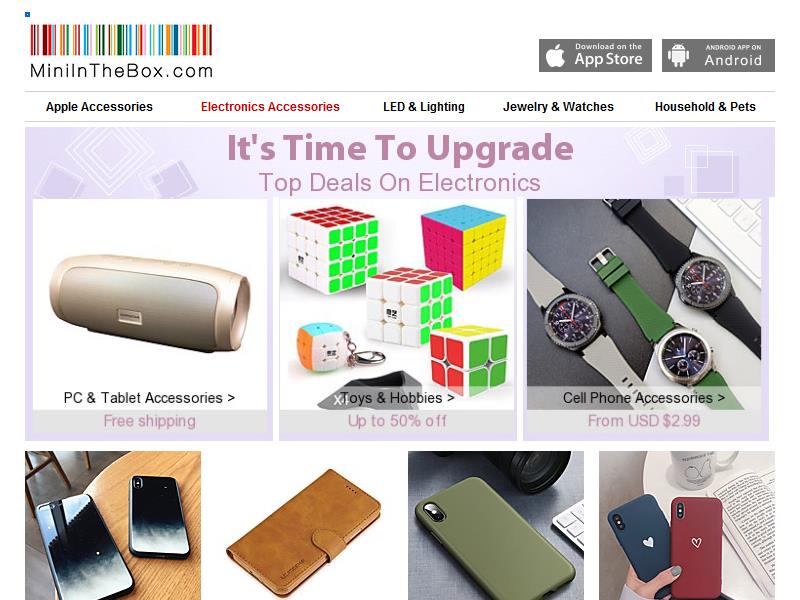 MiniInTheBox.com
Download on the
App Store
ANDROID APP ON
Android
Apple Accessories
Electronics Accessories
LED & Lighting
Jewelry & Watches
Household & Pets
It's Time To Upgrade
Top Deals On Electronics
PC & Tablet Accessories >
Free shipping
x4
Toys & Hobbies >
Up to 50% off
Cell Phone Accessories >
From USD $2.99